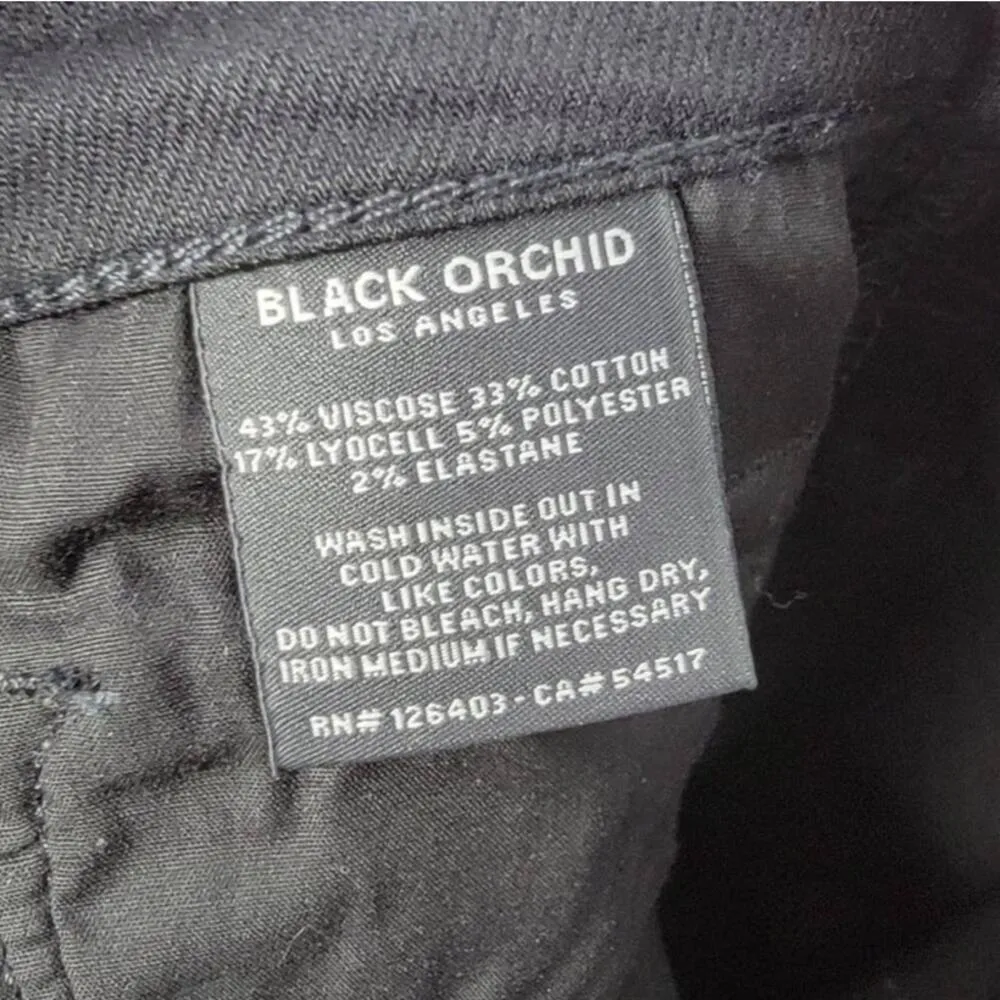 BLACK ORCHID
LOS ANGELES
43% VISCOSE 33% COTTON
17% LYOCELL 5% POLYESTER
2% ELASTANE
WASH INSIDE OUT IN
COLD WATER WITH
LIKE COLORS,
DO NOT BLEACH, HANG DRY,
IRON MEDIUM IF NECESSARY
RN# 126403 - CA# 54517